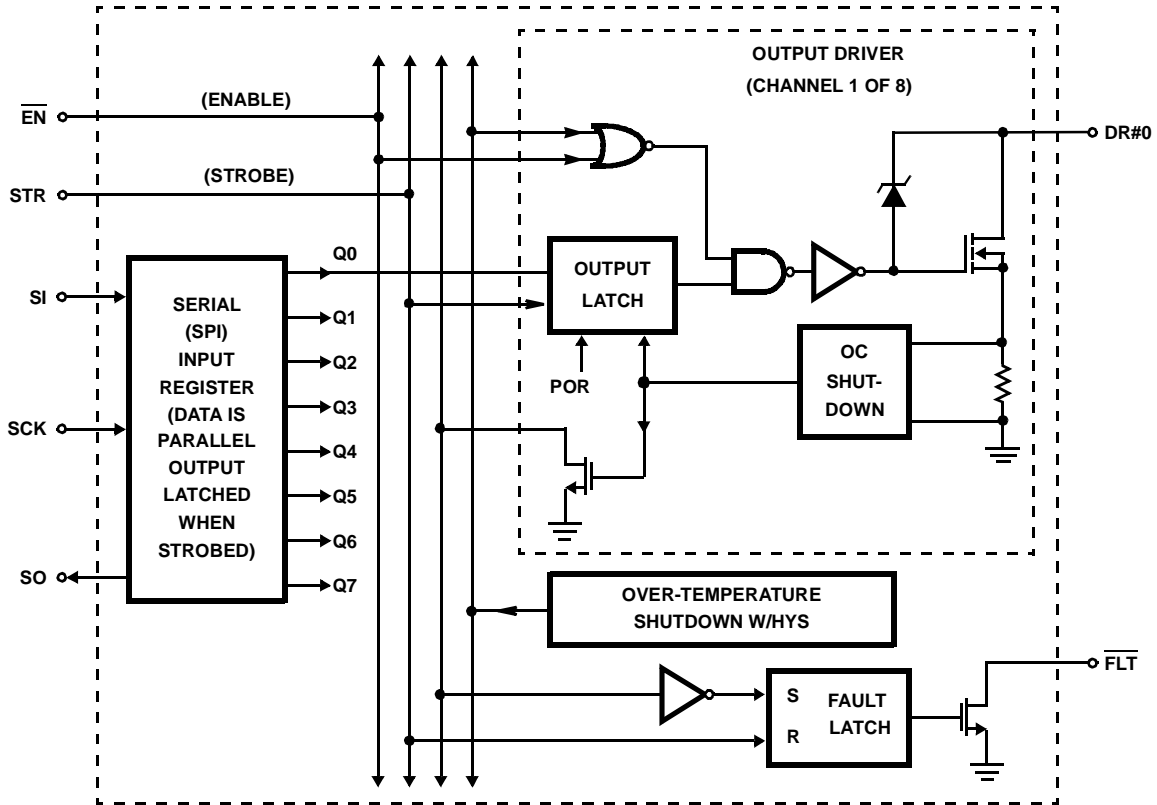 OUTPUT DRIVER
(CHANNEL 1 OF 8)
EN
(ENABLE)
DR#0
STR
(STROBE)
Q0
SI
SERIAL
(SPI)
INPUT
REGISTER
(DATA IS
PARALLEL
OUTPUT
LATCHED
WHEN
STROBED)
SCK
SO
Q1
Q2
Q3
Q4
Q5
Q6
Q7
OUTPUT
LATCH
POR
OC
SHUT-
DOWN
OVER-TEMPERATURE
SHUTDOWN W/HYS
S
R
FAULT
LATCH
FLT